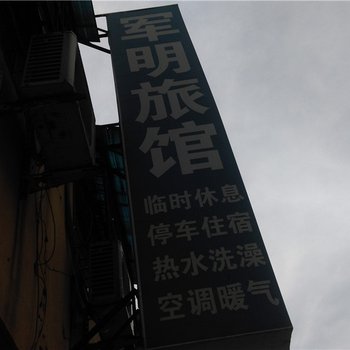 军明旅馆
临时休息
停车住宿
热水洗澡
空调暖气